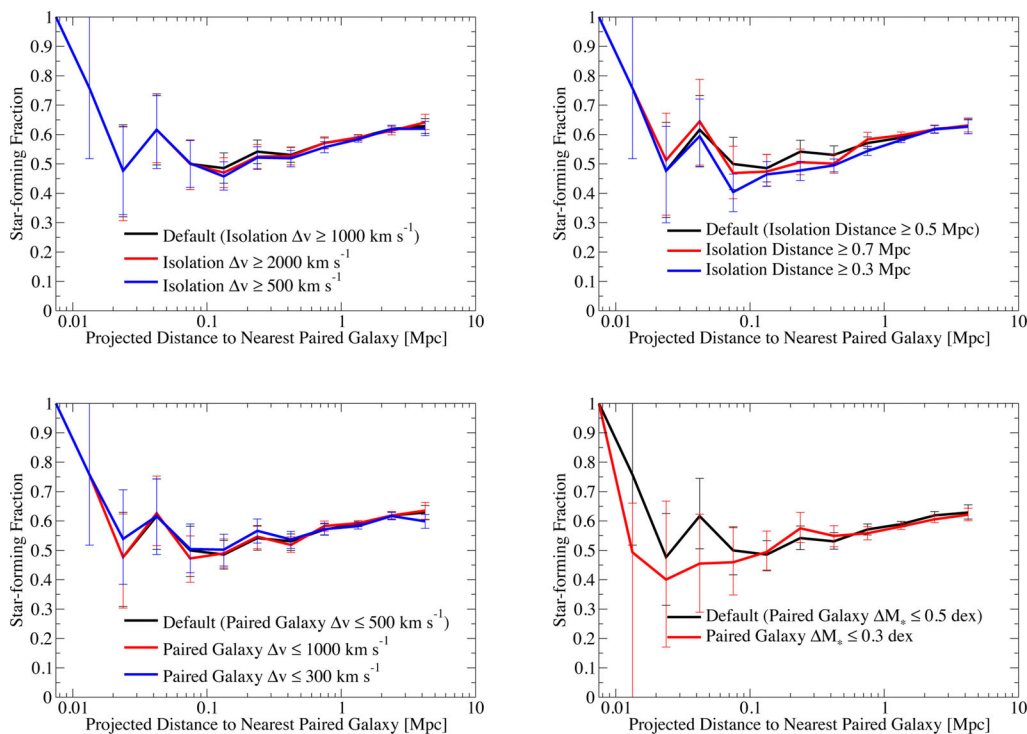 1
0.9
0.8
0.7
0.6
0.5
0.4
0.3
0.2
0.1
0
Star-forming Fraction
Default (Isolation Δv ≥ 1000 km s⁻¹)
Isolation Δv ≥ 2000 km s⁻¹
Isolation Δv ≥ 500 km s⁻¹
0.01 0.1 1 10
Projected Distance to Nearest Paired Galaxy [Mpc]
1
0.9
0.8
0.7
0.6
0.5
0.4
0.3
0.2
0.1
0
Star-forming Fraction
Default (Isolation Distance ≥ 0.5 Mpc)
Isolation Distance ≥ 0.7 Mpc
Isolation Distance ≥ 0.3 Mpc
0.01 0.1 1 10
Projected Distance to Nearest Paired Galaxy [Mpc]
1
0.9
0.8
0.7
0.6
0.5
0.4
0.3
0.2
0.1
0
Star-forming Fraction
Default (Paired Galaxy Δv ≤ 500 km s⁻¹)
Paired Galaxy Δv ≤ 1000 km s⁻¹
Paired Galaxy Δv ≤ 300 km s⁻¹
0.01 0.1 1 10
Projected Distance to Nearest Paired Galaxy [Mpc]
1
0.9
0.8
0.7
0.6
0.5
0.4
0.3
0.2
0.1
0
Star-forming Fraction
Default (Paired Galaxy ΔM* ≤ 0.5 dex)
Paired Galaxy ΔM* ≤ 0.3 dex
0.01 0.1 1 10
Projected Distance to Nearest Paired Galaxy [Mpc]